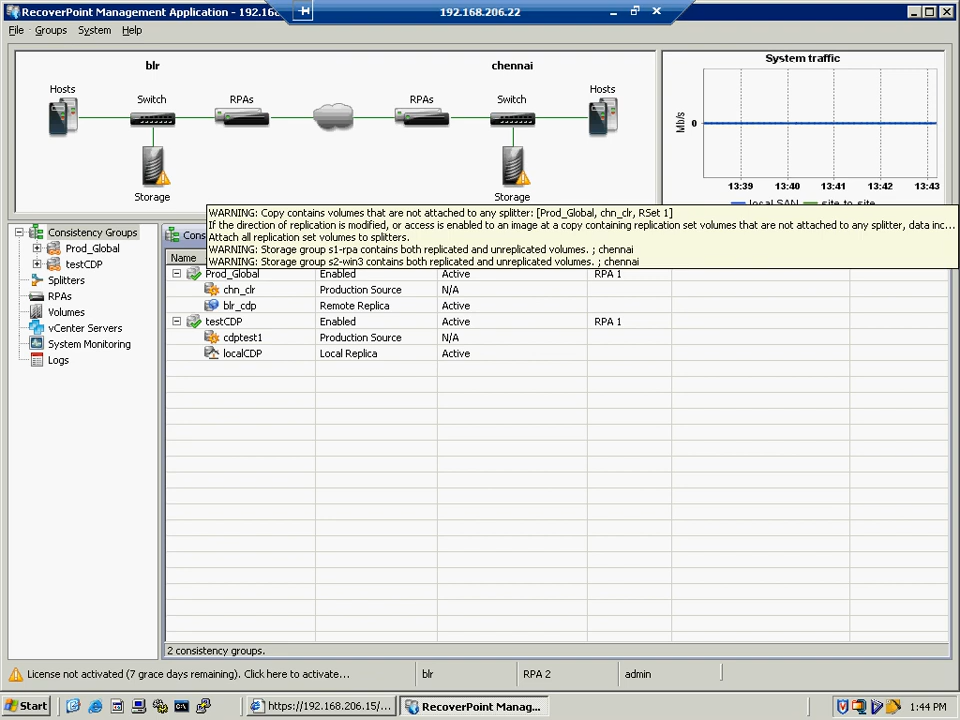 RecoverPoint Management Application - 192.16
192.168.206.22
File Groups System Help
blr
chennai
System traffic
Hosts
Switch
RPAs
RPAs
Switch
Hosts
Mb/s
0
Storage
Storage
13:39 13:40 13:41 13:42 13:43
local SAN site-to-site
WARNING: Copy contains volumes that are not attached to any splitter: [Prod_Global, chn_clr, RSet 1]
If the direction of replication is modified, or access is enabled to an image at a copy containing replication set volumes that are not attached to any splitter, data inc...
Attach all replication set volumes to splitters.
WARNING: Storage group s1-rpa contains both replicated and unreplicated volumes. ; chennai
WARNING: Storage group s2-win3 contains both replicated and unreplicated volumes. ; chennai
Consistency Groups
Prod_Global
testCDP
Splitters
RPAs
Volumes
vCenter Servers
System Monitoring
Logs
Cons
Name
Prod_Global Enabled Active RPA 1
chn_clr Production Source N/A
blr_cdp Remote Replica Active
testCDP Enabled Active RPA 1
cdptest1 Production Source N/A
localCDP Local Replica Active
2 consistency groups.
License not activated (7 grace days remaining). Click here to activate... blr RPA 2 admin
Start https://192.168.206.15/... RecoverPoint Manag... 1:44 PM